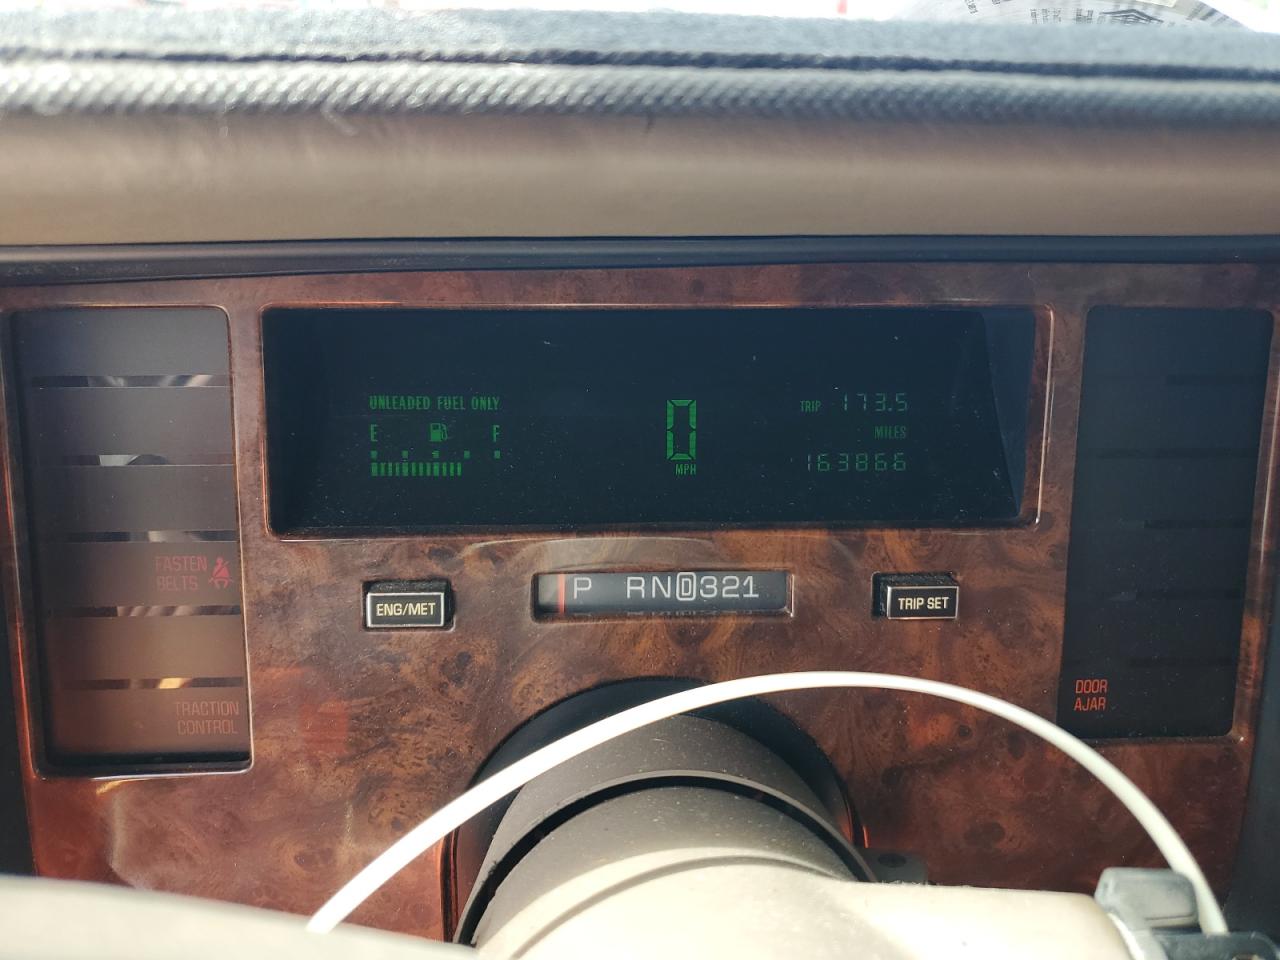 UNLEADED FUEL ONLY
E F
0
MPH
TRIP 173.5
MILES
163866
FASTEN
BELTS
ENG/MET
P RN0321
TRIP SET
TRACTION
CONTROL
DOOR
AJAR